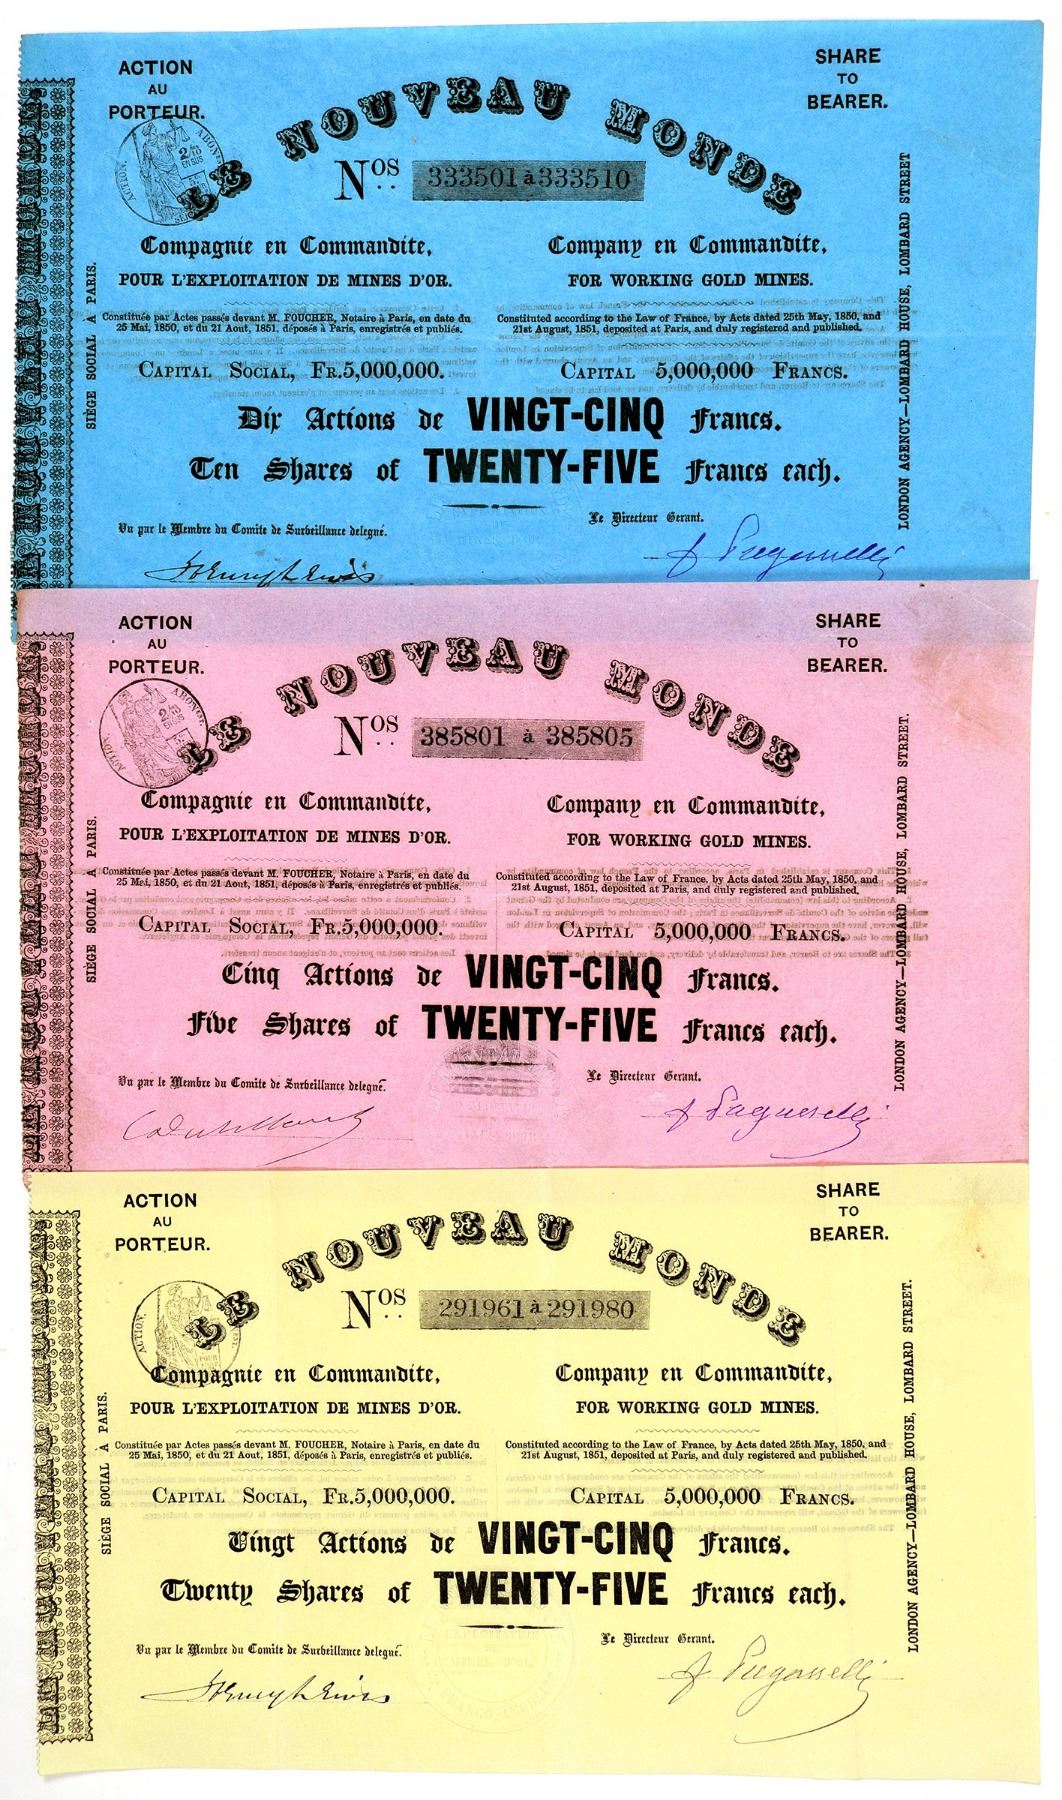 ACTION
AU
PORTEUR.
SHARE
TO
BEARER.
LE NOUVEAU MONDE
Nos 333501 à 333510
Compagnie en Commandite,
POUR L'EXPLOITATION DE MINES D'OR.
Constituée par Actes passés devant M. FOUCHER, Notaire à Paris, en date du
25 Mai, 1850, et du 21 Aout, 1851, déposés à Paris, enregistrés et publiés.
Company en Commandite,
FOR WORKING GOLD MINES.
Constituted according to the Law of France, by Acts dated 25th May, 1850, and
21st August, 1851, deposited at Paris, and duly registered and published.
CAPITAL SOCIAL, FR.5,000,000.
CAPITAL 5,000,000 FRANCS.
Dix Actions de VINGT-CINQ Francs.
Ten Shares of TWENTY-FIVE Francs each.
Vu par le Membre du Comite de Surveillance delegué.
Le Directeur Gerant.
SIÉGE SOCIAL À PARIS.
LONDON AGENCY—LOMBARD HOUSE, LOMBARD STREET
ACTION
AU
PORTEUR.
SHARE
TO
BEARER.
LE NOUVEAU MONDE
Nos 385801 à 385805
Compagnie en Commandite,
POUR L'EXPLOITATION DE MINES D'OR.
Constituée par Actes passés devant M. FOUCHER, Notaire à Paris, en date du
25 Mai, 1850, et du 21 Aout, 1851, déposés à Paris, enregistrés et publiés.
Company en Commandite,
FOR WORKING GOLD MINES.
Constituted according to the Law of France, by Acts dated 25th May, 1850, and
21st August, 1851, deposited at Paris, and duly registered and published.
CAPITAL SOCIAL, FR.5,000,000.
CAPITAL 5,000,000 FRANCS.
Cinq Actions de VINGT-CINQ Francs.
Five Shares of TWENTY-FIVE Francs each.
Vu par le Membre du Comite de Surveillance delegué.
Le Directeur Gerant.
SIÉGE SOCIAL À PARIS.
LONDON AGENCY—LOMBARD HOUSE, LOMBARD STREET.
ACTION
AU
PORTEUR.
SHARE
TO
BEARER.
LE NOUVEAU MONDE
Nos 291961 à 291980
Compagnie en Commandite,
POUR L'EXPLOITATION DE MINES D'OR.
Constituée par Actes passés devant M. FOUCHER, Notaire à Paris, en date du
25 Mai, 1850, et du 21 Aout, 1851, déposés à Paris, enregistrés et publiés.
Company en Commandite,
FOR WORKING GOLD MINES.
Constituted according to the Law of France, by Acts dated 25th May, 1850, and
21st August, 1851, deposited at Paris, and duly registered and published.
CAPITAL SOCIAL, FR.5,000,000.
CAPITAL 5,000,000 FRANCS.
Vingt Actions de VINGT-CINQ Francs.
Twenty Shares of TWENTY-FIVE Francs each.
Vu par le Membre du Comite de Surveillance delegué.
Le Directeur Gerant.
SIÉGE SOCIAL À PARIS.
LONDON AGENCY—LOMBARD HOUSE, LOMBARD STREET.